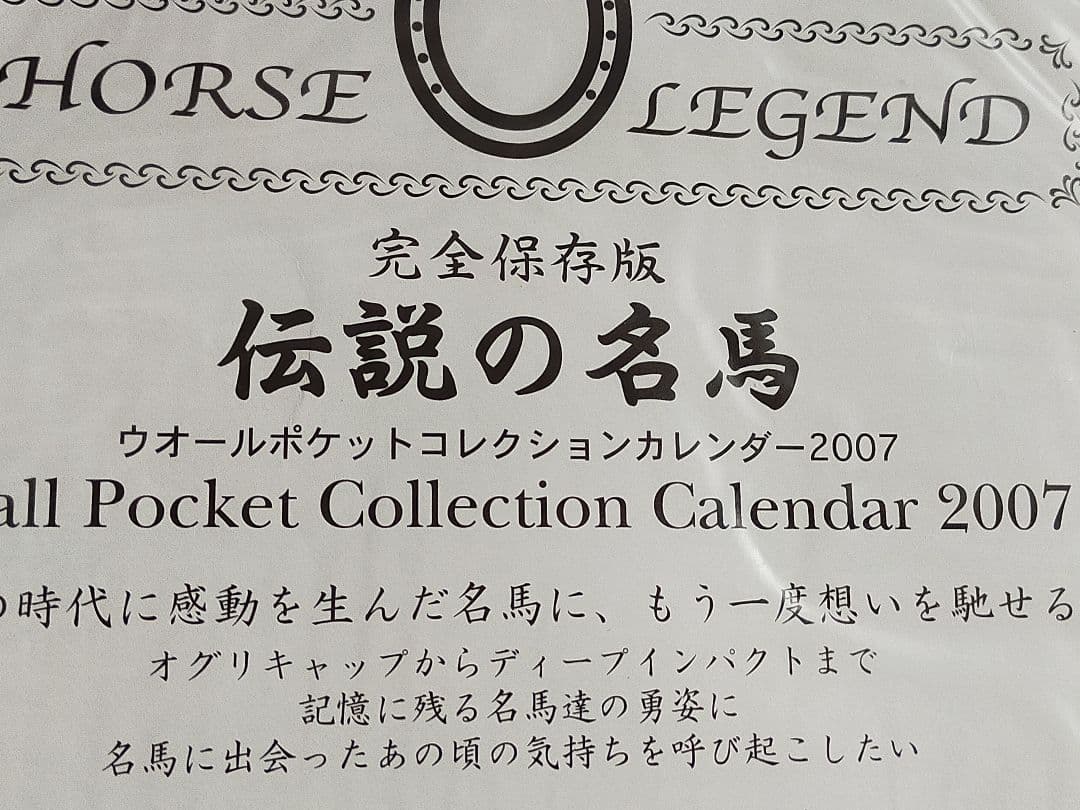 HORSE LEGEND
完全保存版
伝説の名馬
ウオールポケットコレクションカレンダー2007
all Pocket Collection Calendar 2007
の時代に感動を生んだ名馬に、もう一度想いを馳せる
オグリキャップからディープインパクトまで
記憶に残る名馬達の勇姿に
名馬に出会ったあの頃の気持ちを呼び起こしたい